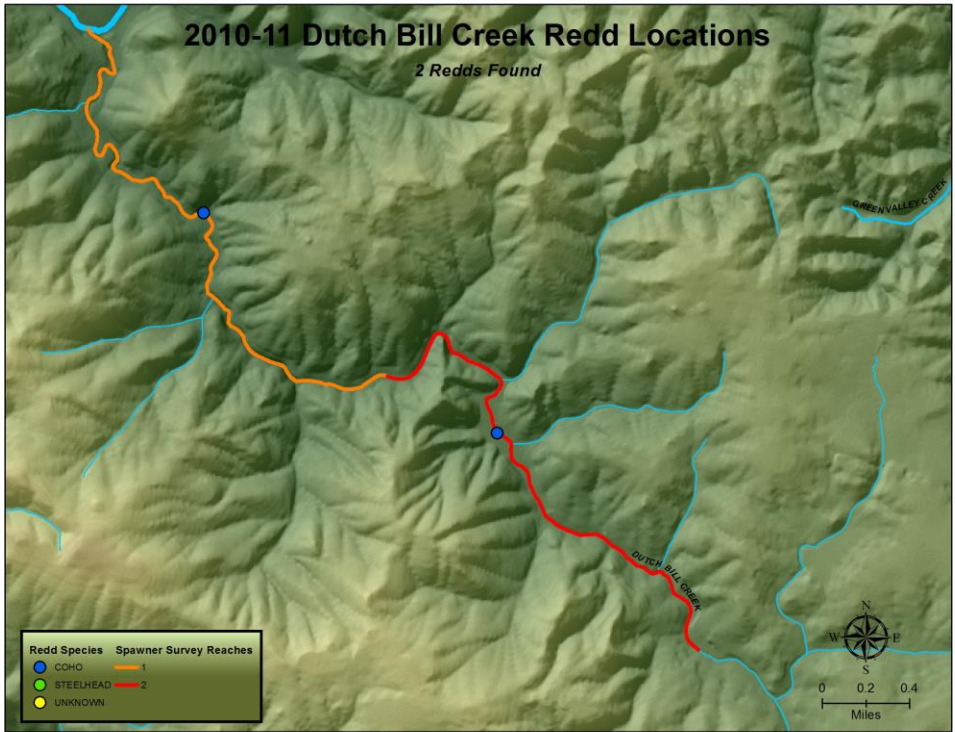 2010-11 Dutch Bill Creek Redd Locations
2 Redds Found
GREEN VALLEY CREEK
DUTCH BILL CREEK
Redd Species Spawner Survey Reaches
COHO 1
STEELHEAD 2
UNKNOWN
N
W E
S
0 0.2 0.4
Miles